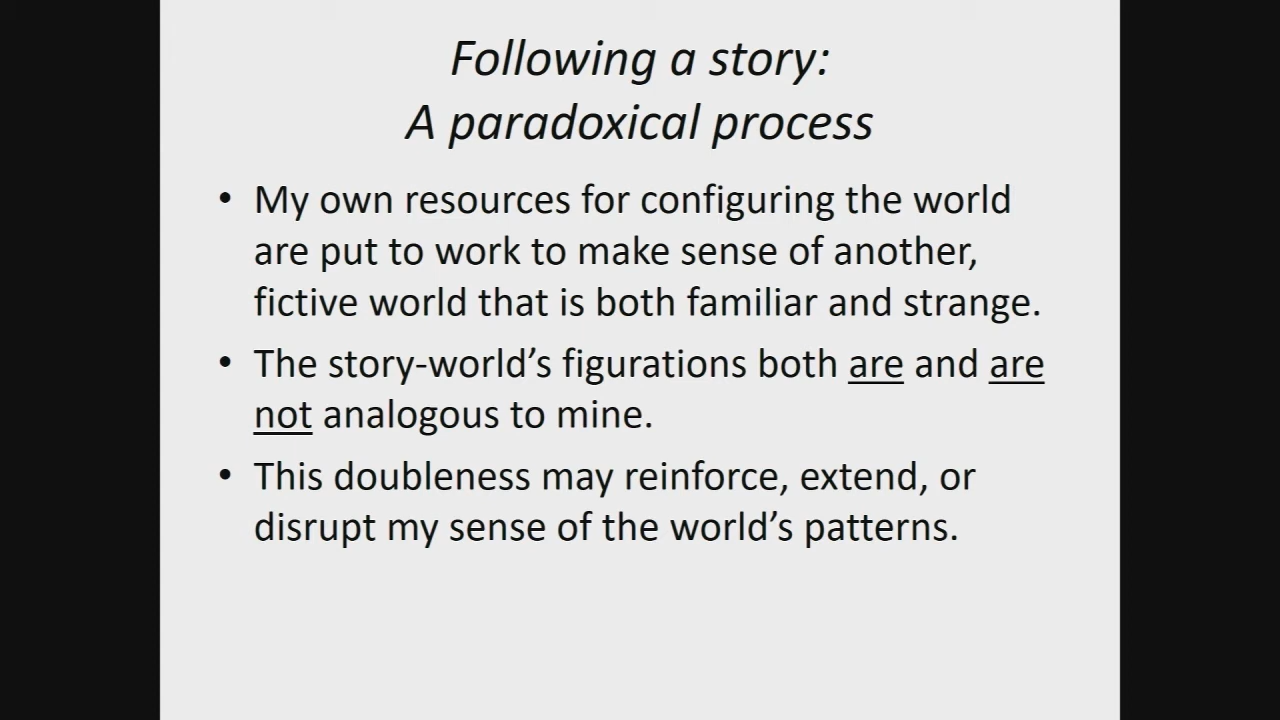 Following a story:
A paradoxical process
• My own resources for configuring the world
are put to work to make sense of another,
fictive world that is both familiar and strange.
• The story-world’s figurations both are and are
not analogous to mine.
• This doubleness may reinforce, extend, or
disrupt my sense of the world’s patterns.